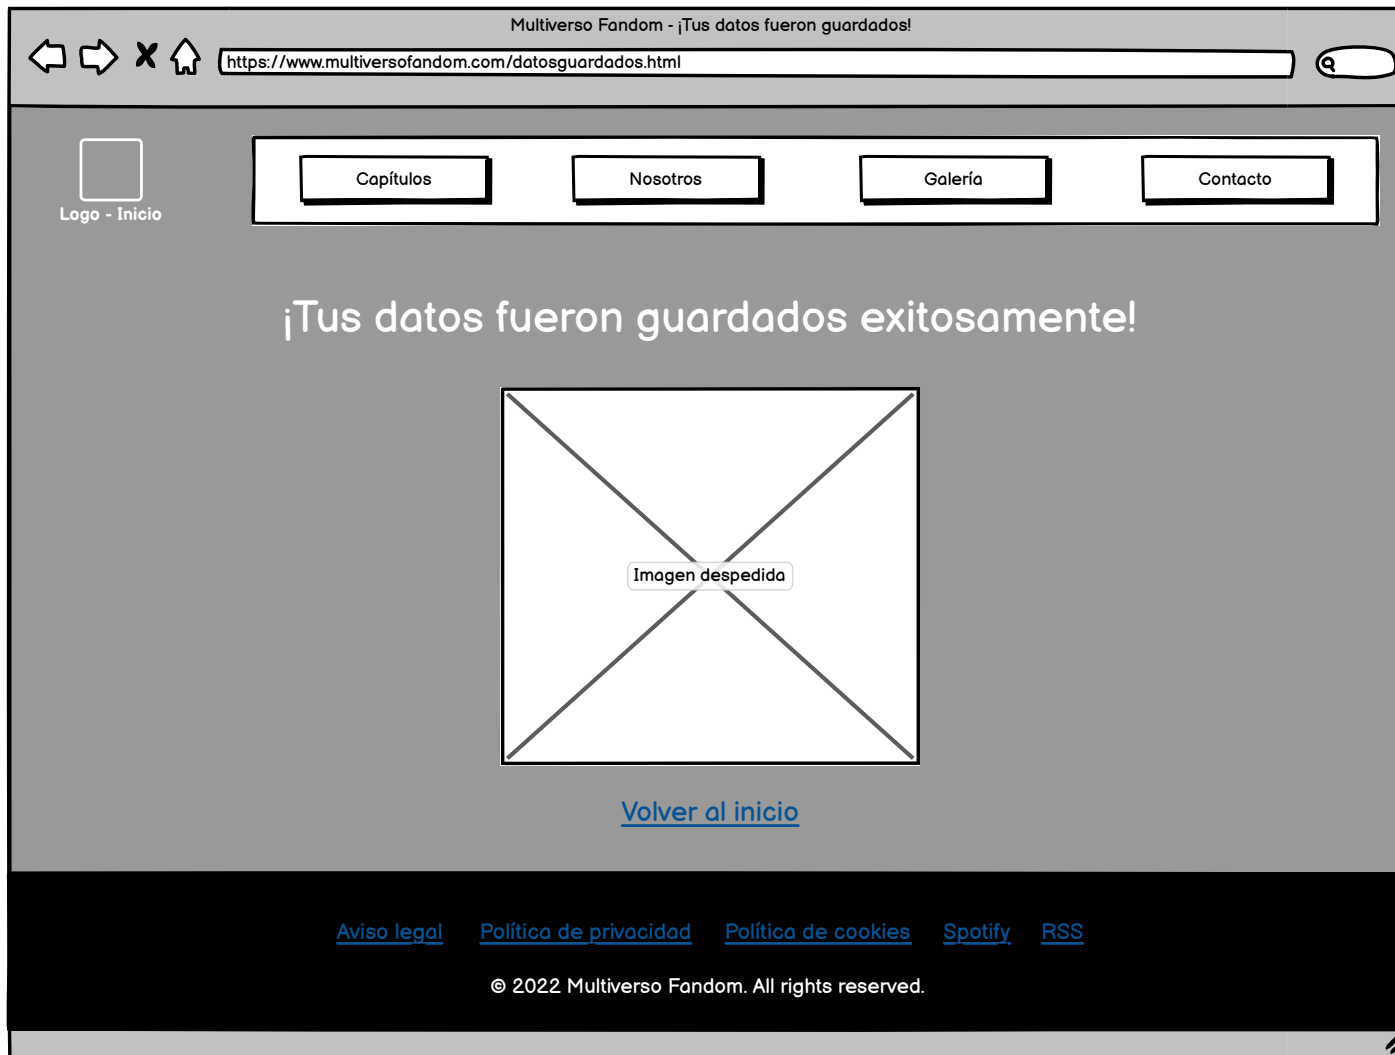 Multiverso Fandom - ¡Tus datos fueron guardados!
https://www.multiversofandom.com/datosguardados.html
Logo - Inicio
Capítulos
Nosotros
Galería
Contacto
¡Tus datos fueron guardados exitosamente!
Imagen despedida
Volver al inicio
Aviso legal Política de privacidad Política de cookies Spotify RSS
© 2022 Multiverso Fandom. All rights reserved.